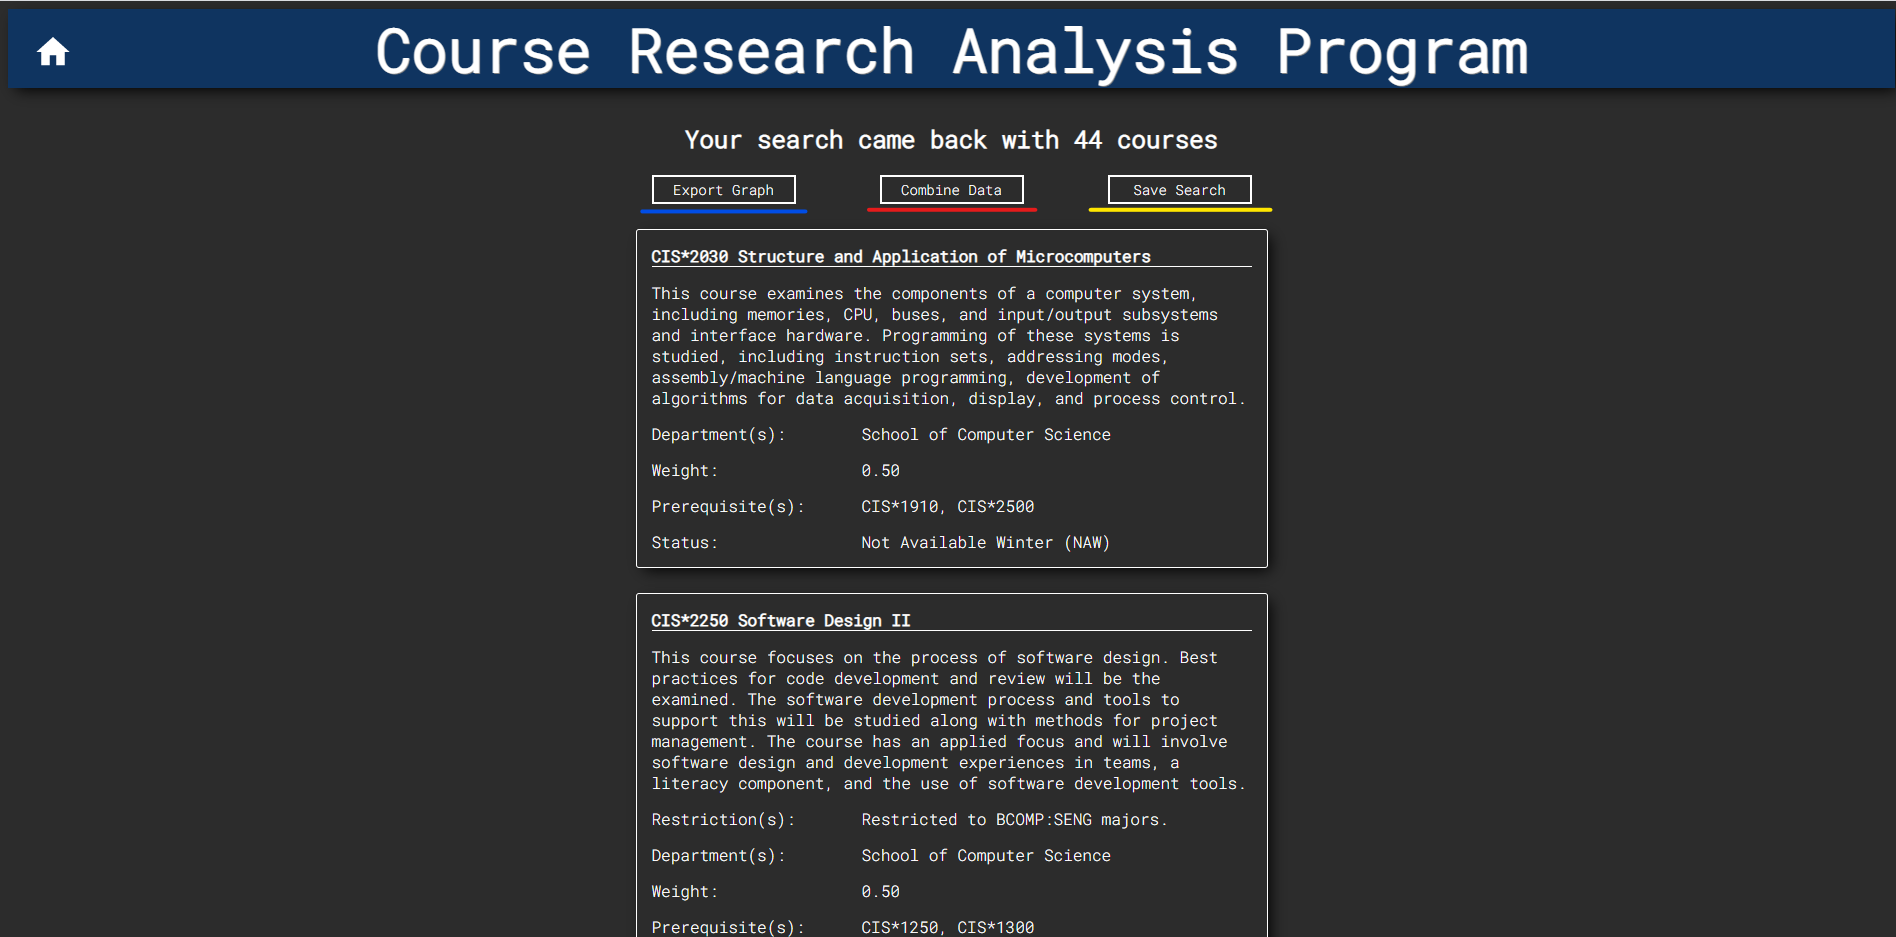 Course Research Analysis Program
Your search came back with 44 courses
Export Graph
Combine Data
Save Search
CIS*2030 Structure and Application of Microcomputers
This course examines the components of a computer system,
including memories, CPU, buses, and input/output subsystems
and interface hardware. Programming of these systems is
studied, including instruction sets, addressing modes,
assembly/machine language programming, development of
algorithms for data acquisition, display, and process control.
Department(s): School of Computer Science
Weight: 0.50
Prerequisite(s): CIS*1910, CIS*2500
Status: Not Available Winter (NAW)
CIS*2250 Software Design II
This course focuses on the process of software design. Best
practices for code development and review will be the
examined. The software development process and tools to
support this will be studied along with methods for project
management. The course has an applied focus and will involve
software design and development experiences in teams, a
literacy component, and the use of software development tools.
Restriction(s): Restricted to BCOMP:SENG majors.
Department(s): School of Computer Science
Weight: 0.50
Prerequisite(s): CIS*1250, CIS*1300